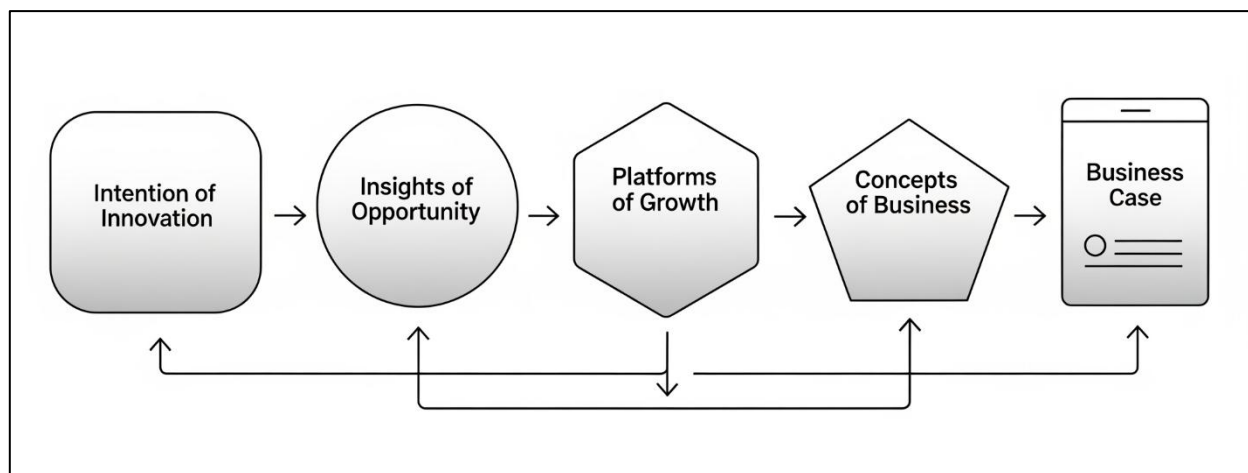 Intention of
Innovation
Insights of
Opportunity
Platforms
of Growth
Concepts
of Business
Business
Case